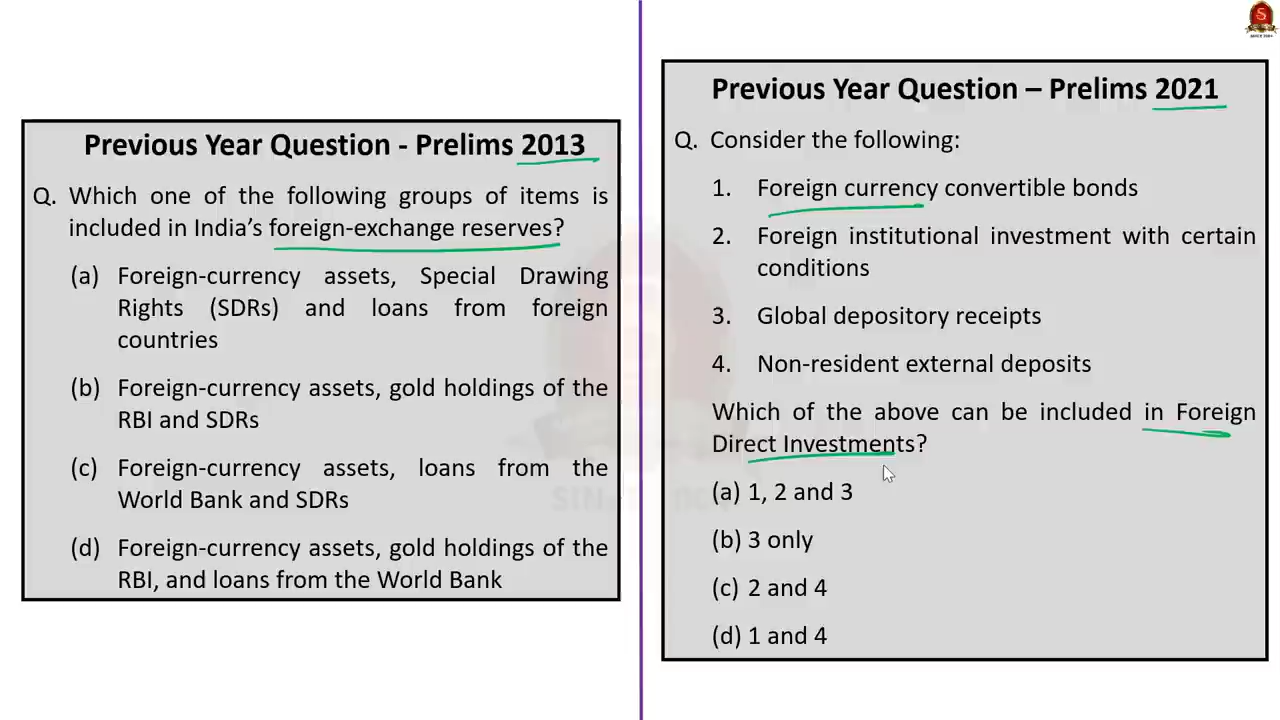 Previous Year Question - Prelims 2013
Q. Which one of the following groups of items is
included in India's foreign-exchange reserves?
(a) Foreign-currency assets, Special Drawing
Rights (SDRs) and loans from foreign
countries
(b) Foreign-currency assets, gold holdings of the
RBI and SDRs
(c) Foreign-currency assets, loans from the
World Bank and SDRs
(d) Foreign-currency assets, gold holdings of the
RBI, and loans from the World Bank
Previous Year Question – Prelims 2021
Q. Consider the following:
1. Foreign currency convertible bonds
2. Foreign institutional investment with certain
conditions
3. Global depository receipts
4. Non-resident external deposits
Which of the above can be included in Foreign
Direct Investments?
(a) 1, 2 and 3
(b) 3 only
(c) 2 and 4
(d) 1 and 4